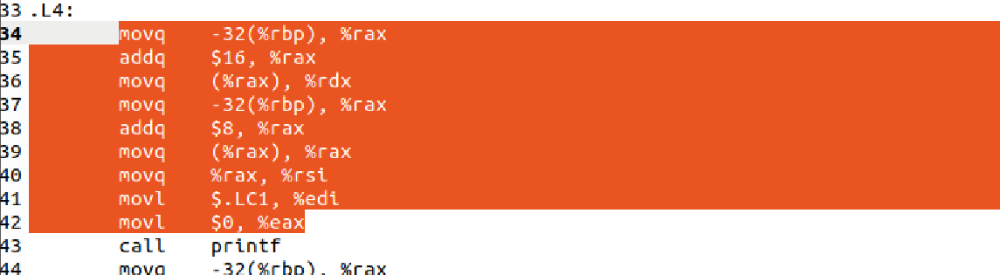 33 .L4:
34 movq -32(%rbp), %rax
35 addq $16, %rax
36 movq (%rax), %rdx
37 movq -32(%rbp), %rax
38 addq $8, %rax
39 movq (%rax), %rax
40 movq %rax, %rsi
41 movl $.LC1, %edi
42 movl $0, %eax
43 call printf
44 movq -32(%rbp), %rax